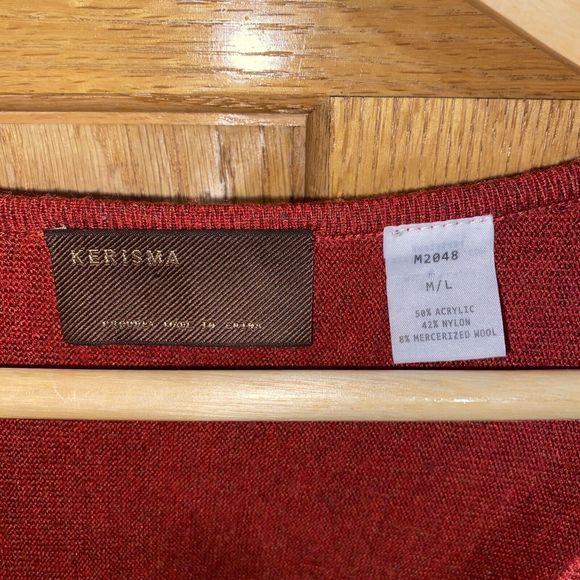 KERISMA
PROUDLY MADE IN CHINA
M2048
M/L
50% ACRYLIC
42% NYLON
8% MERCERIZED WOOL